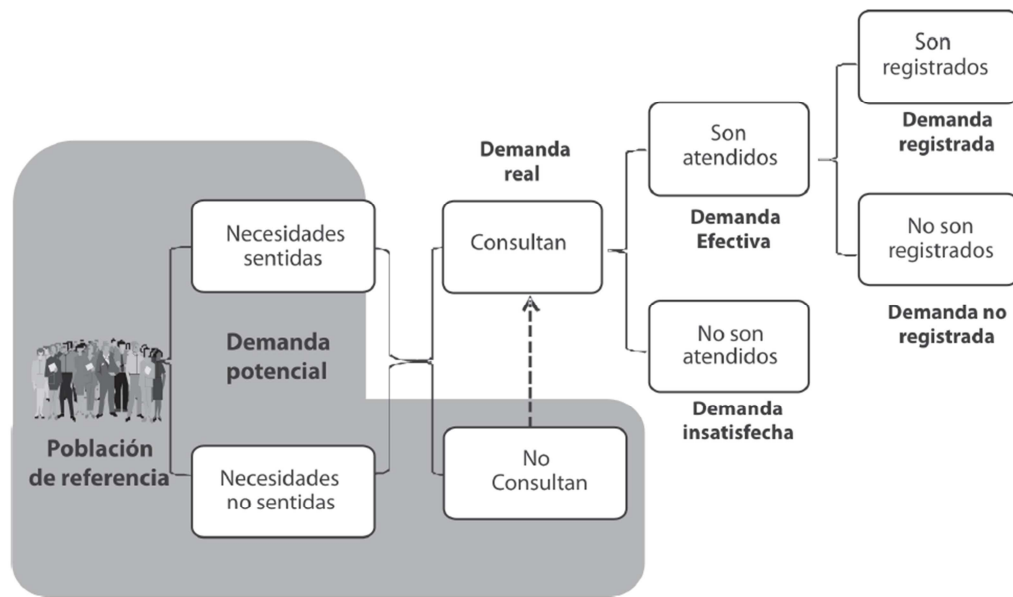 Población
de referencia
Necesidades
sentidas
Demanda
potencial
Necesidades
no sentidas
Demanda
real
Consultan
No
Consultan
Son
atendidos
Demanda
Efectiva
No son
atendidos
Demanda
insatisfecha
Son
registrados
Demanda
registrada
No son
registrados
Demanda no
registrada